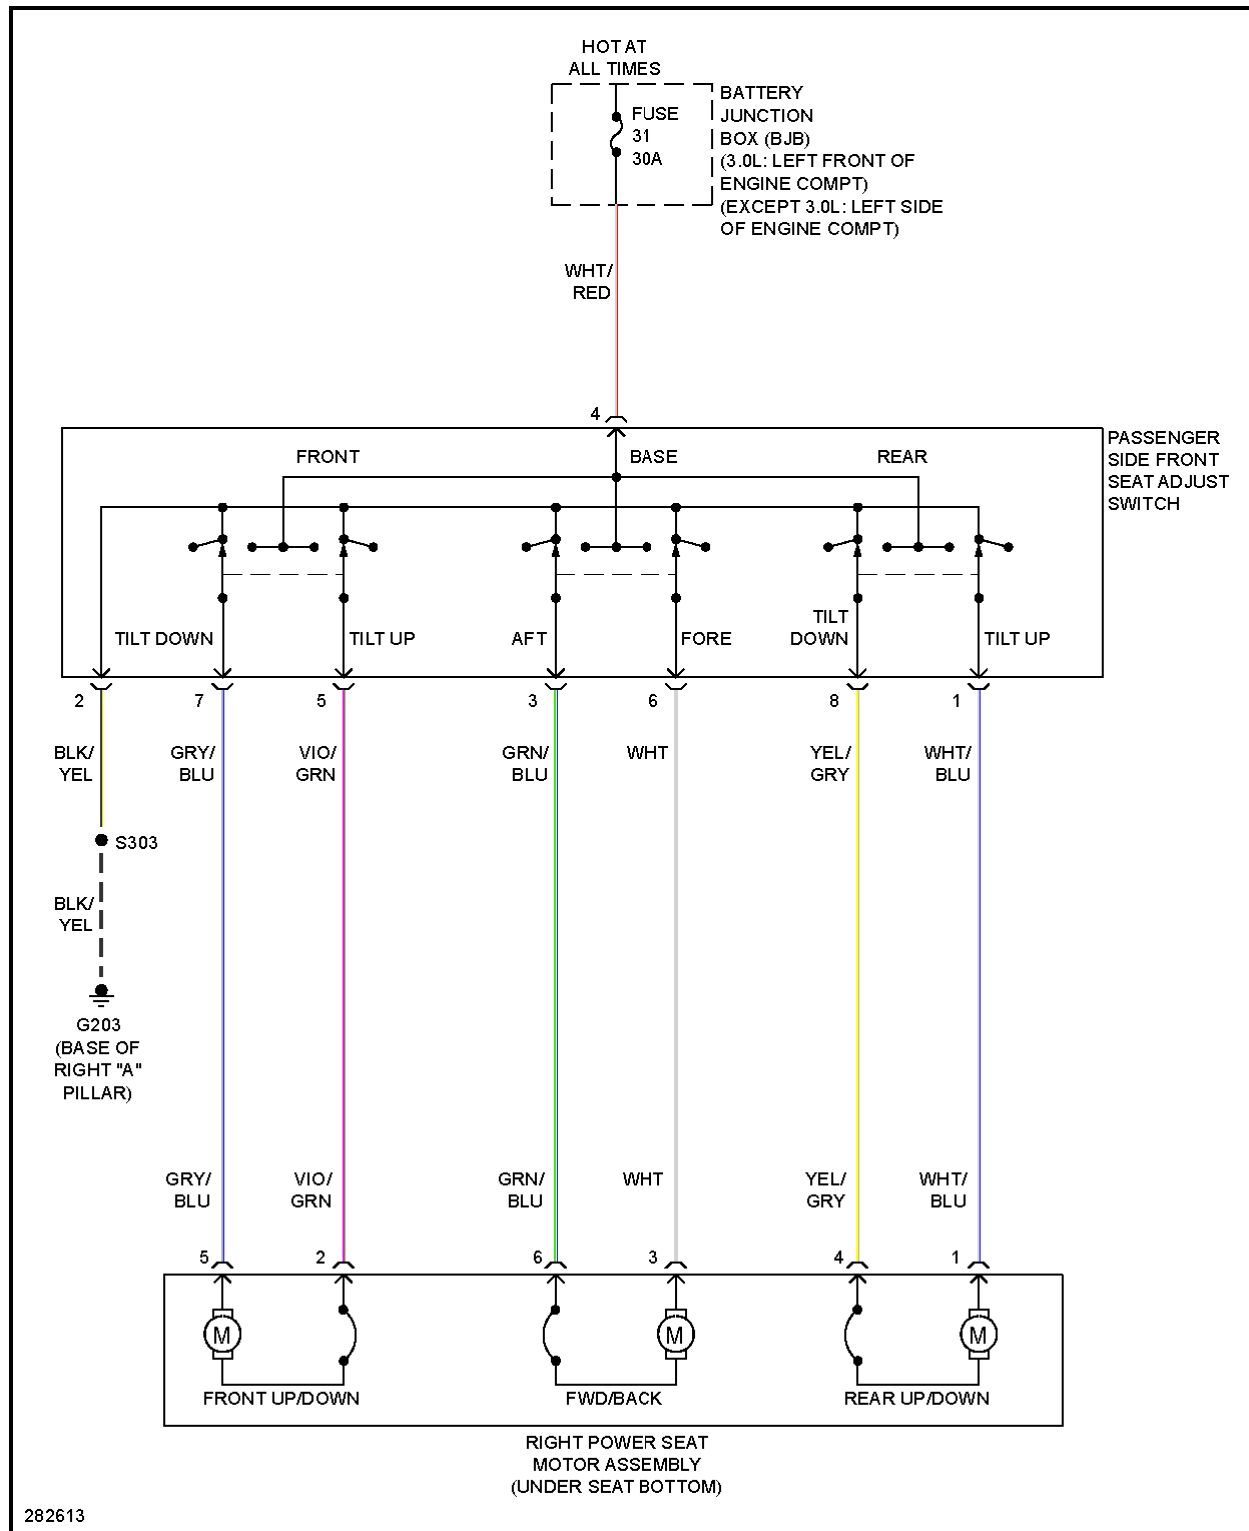 HOT AT
ALL TIMES
FUSE
31
30A
BATTERY
JUNCTION
BOX (BJB)
(3.0L: LEFT FRONT OF
ENGINE COMPT)
(EXCEPT 3.0L: LEFT SIDE
OF ENGINE COMPT)
WHT/
RED
4
PASSENGER
SIDE FRONT
SEAT ADJUST
SWITCH
FRONT
BASE
REAR
TILT DOWN
TILT UP
AFT
FORE
TILT
DOWN
TILT UP
2
7
5
3
6
8
1
BLK/
YEL
GRY/
BLU
VIO/
GRN
GRN/
BLU
WHT
YEL/
GRY
WHT/
BLU
S303
BLK/
YEL
G203
(BASE OF
RIGHT "A"
PILLAR)
GRY/
BLU
VIO/
GRN
GRN/
BLU
WHT
YEL/
GRY
WHT/
BLU
5
2
6
3
4
1
M
M
M
FRONT UP/DOWN
FWD/BACK
REAR UP/DOWN
RIGHT POWER SEAT
MOTOR ASSEMBLY
(UNDER SEAT BOTTOM)
282613